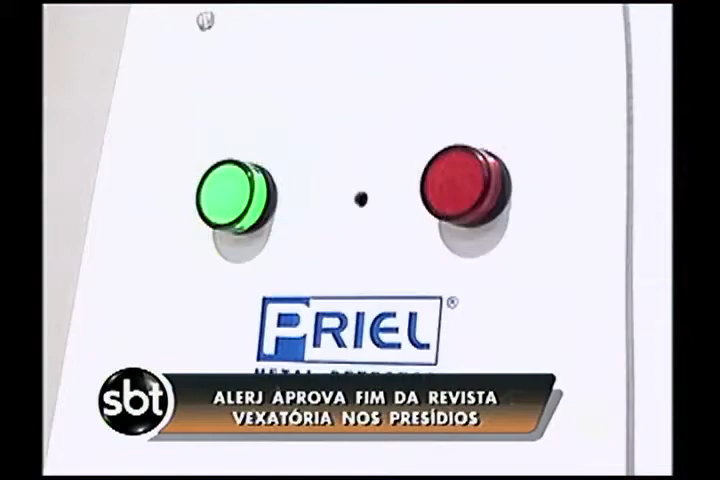 PRIEL®
sbt
ALERJ APROVA FIM DA REVISTA
VEXATÓRIA NOS PRESÍDIOS